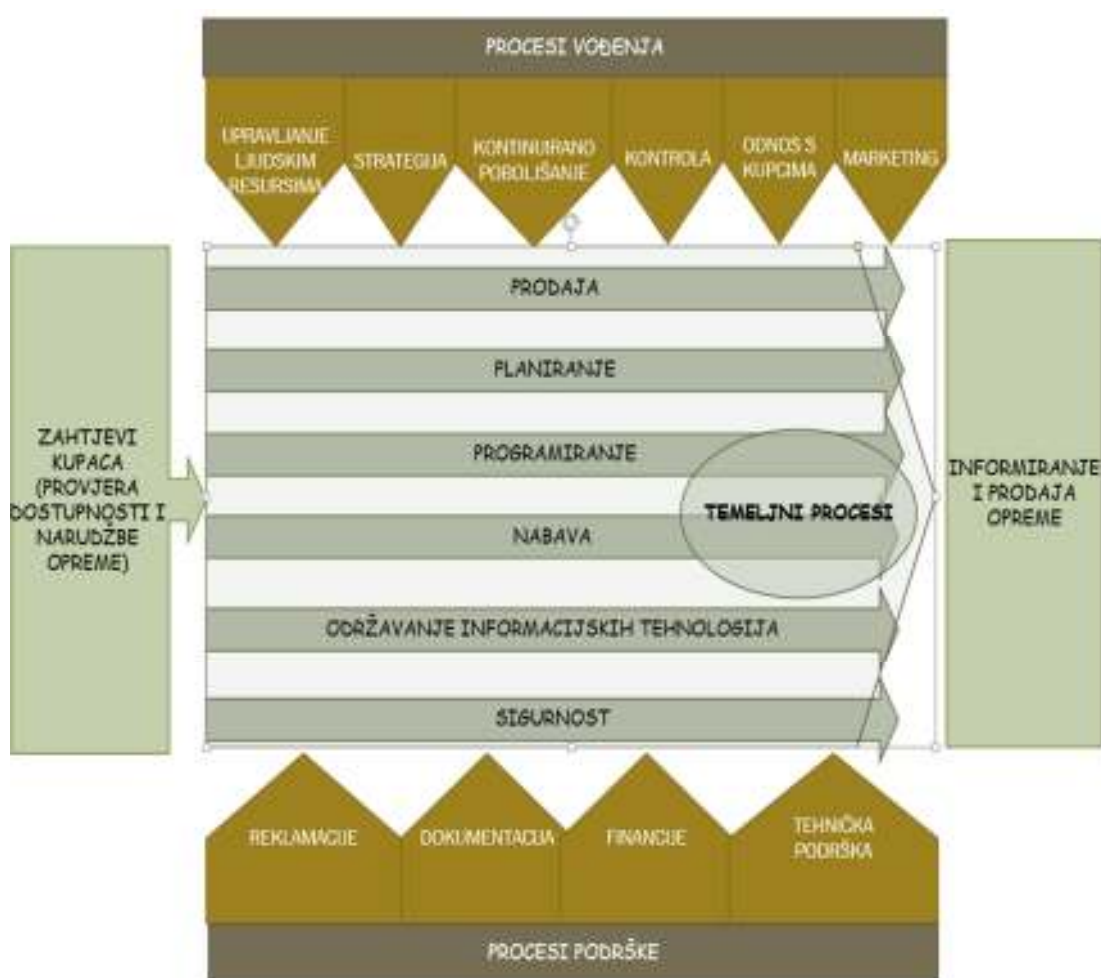 PROCESI VOĐENJA
UPRAVLJANJE
LJUDSKIM
RESURSIMA
STRATEGIJA
KONTINUIRANO
POBOLJŠANJE
KONTROLA
ODNOS S
KUPCIMA
MARKETING
PRODAJA
PLANIRANJE
PROGRAMIRANJE
NABAVA
ODRŽAVANJE INFORMACIJSKIH TEHNOLOGIJA
SIGURNOST
TEMELJNI PROCESI
ZAHTJEVI
KUPACA
(PROVJERA
DOSTUPNOSTI I
NARUDŽBE
OPREME)
INFORMIRANJE
I PRODAJA
OPREME
REKLAMACIJE
DOKUMENTACIJA
FINANCIJE
TEHNIČKA
PODRŠKA
PROCESI PODRŠKE